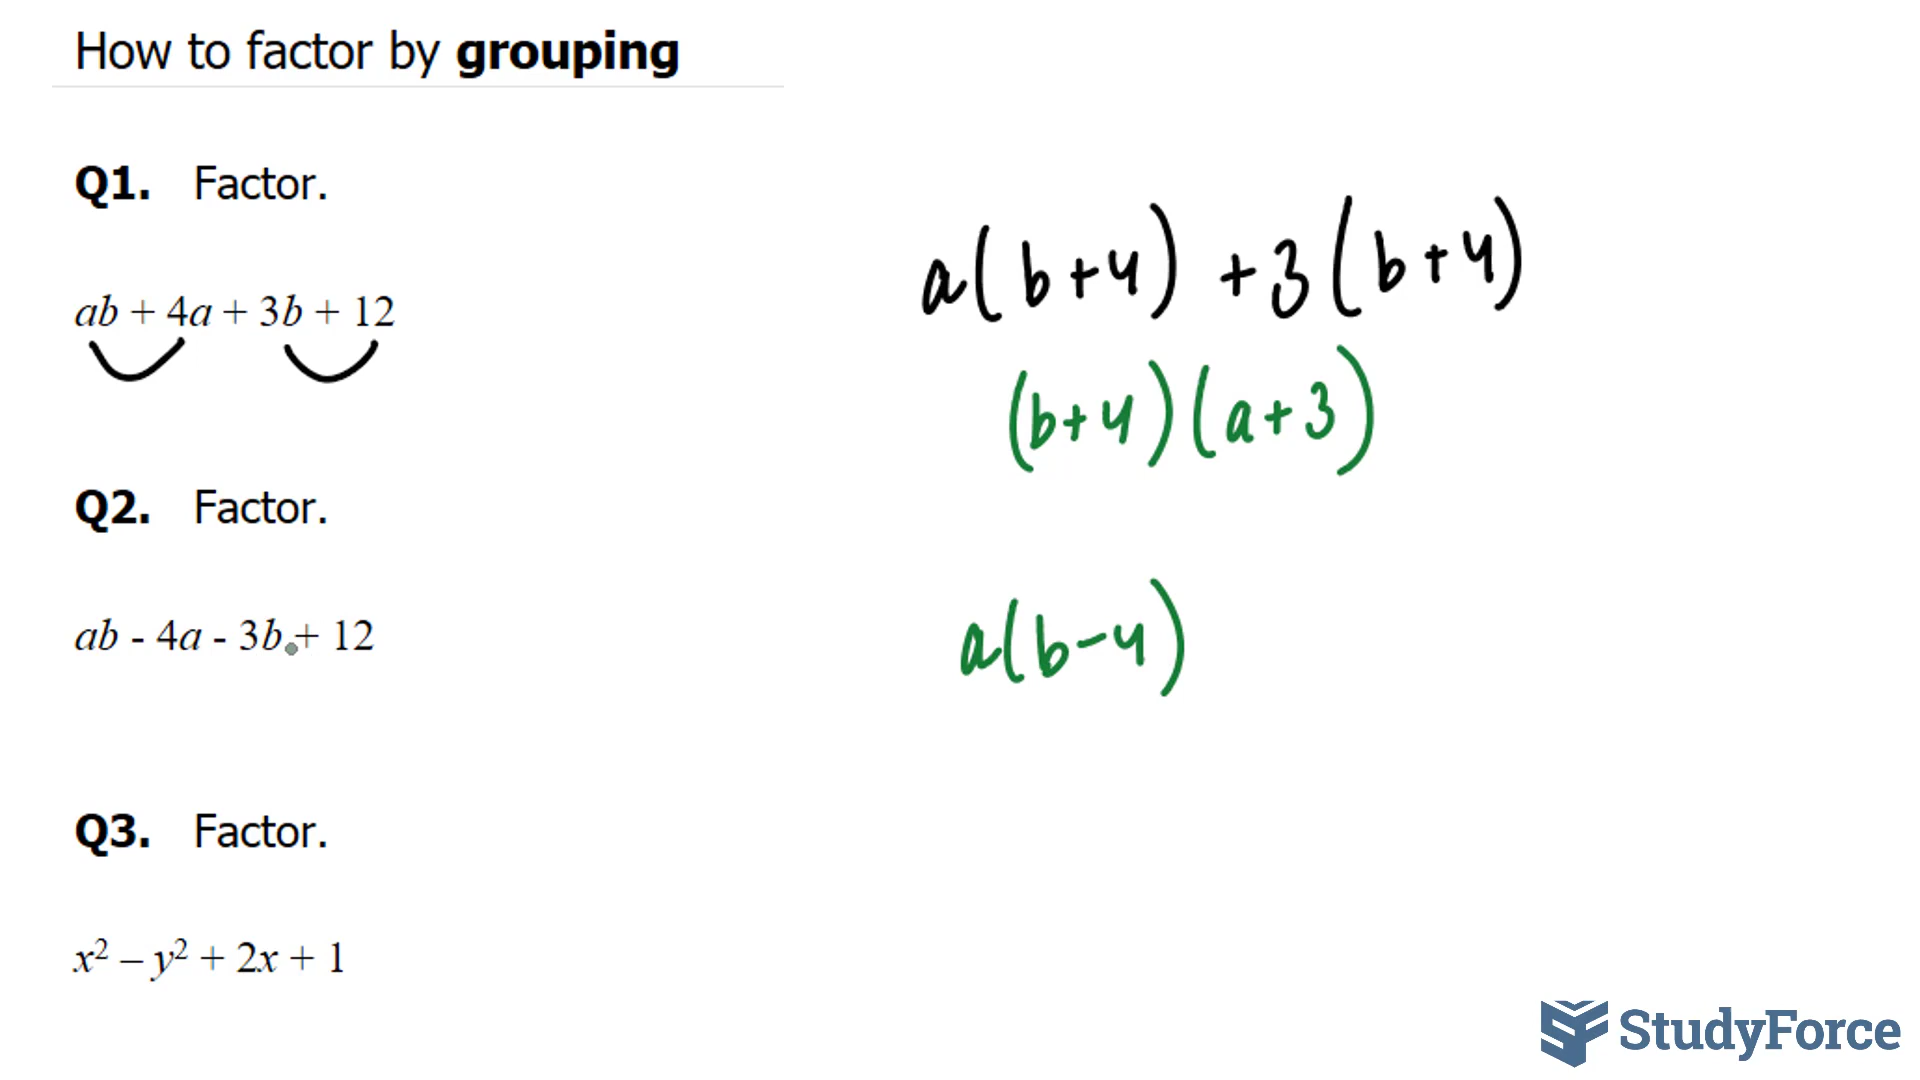 How to factor by grouping
Q1. Factor.
ab + 4a + 3b + 12
a(b+4) +3(b+4)
(b+4)(a+3)
Q2. Factor.
ab - 4a - 3b + 12
a(b-4)
Q3. Factor.
x² – y² + 2x + 1
StudyForce